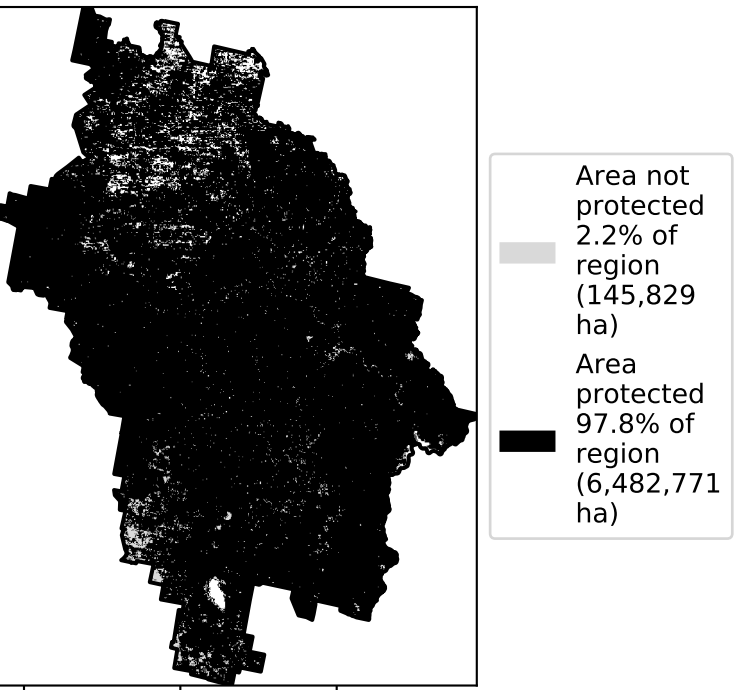 Area not
protected
2.2% of
region
(145,829
ha)
Area
protected
97.8% of
region
(6,482,771
ha)